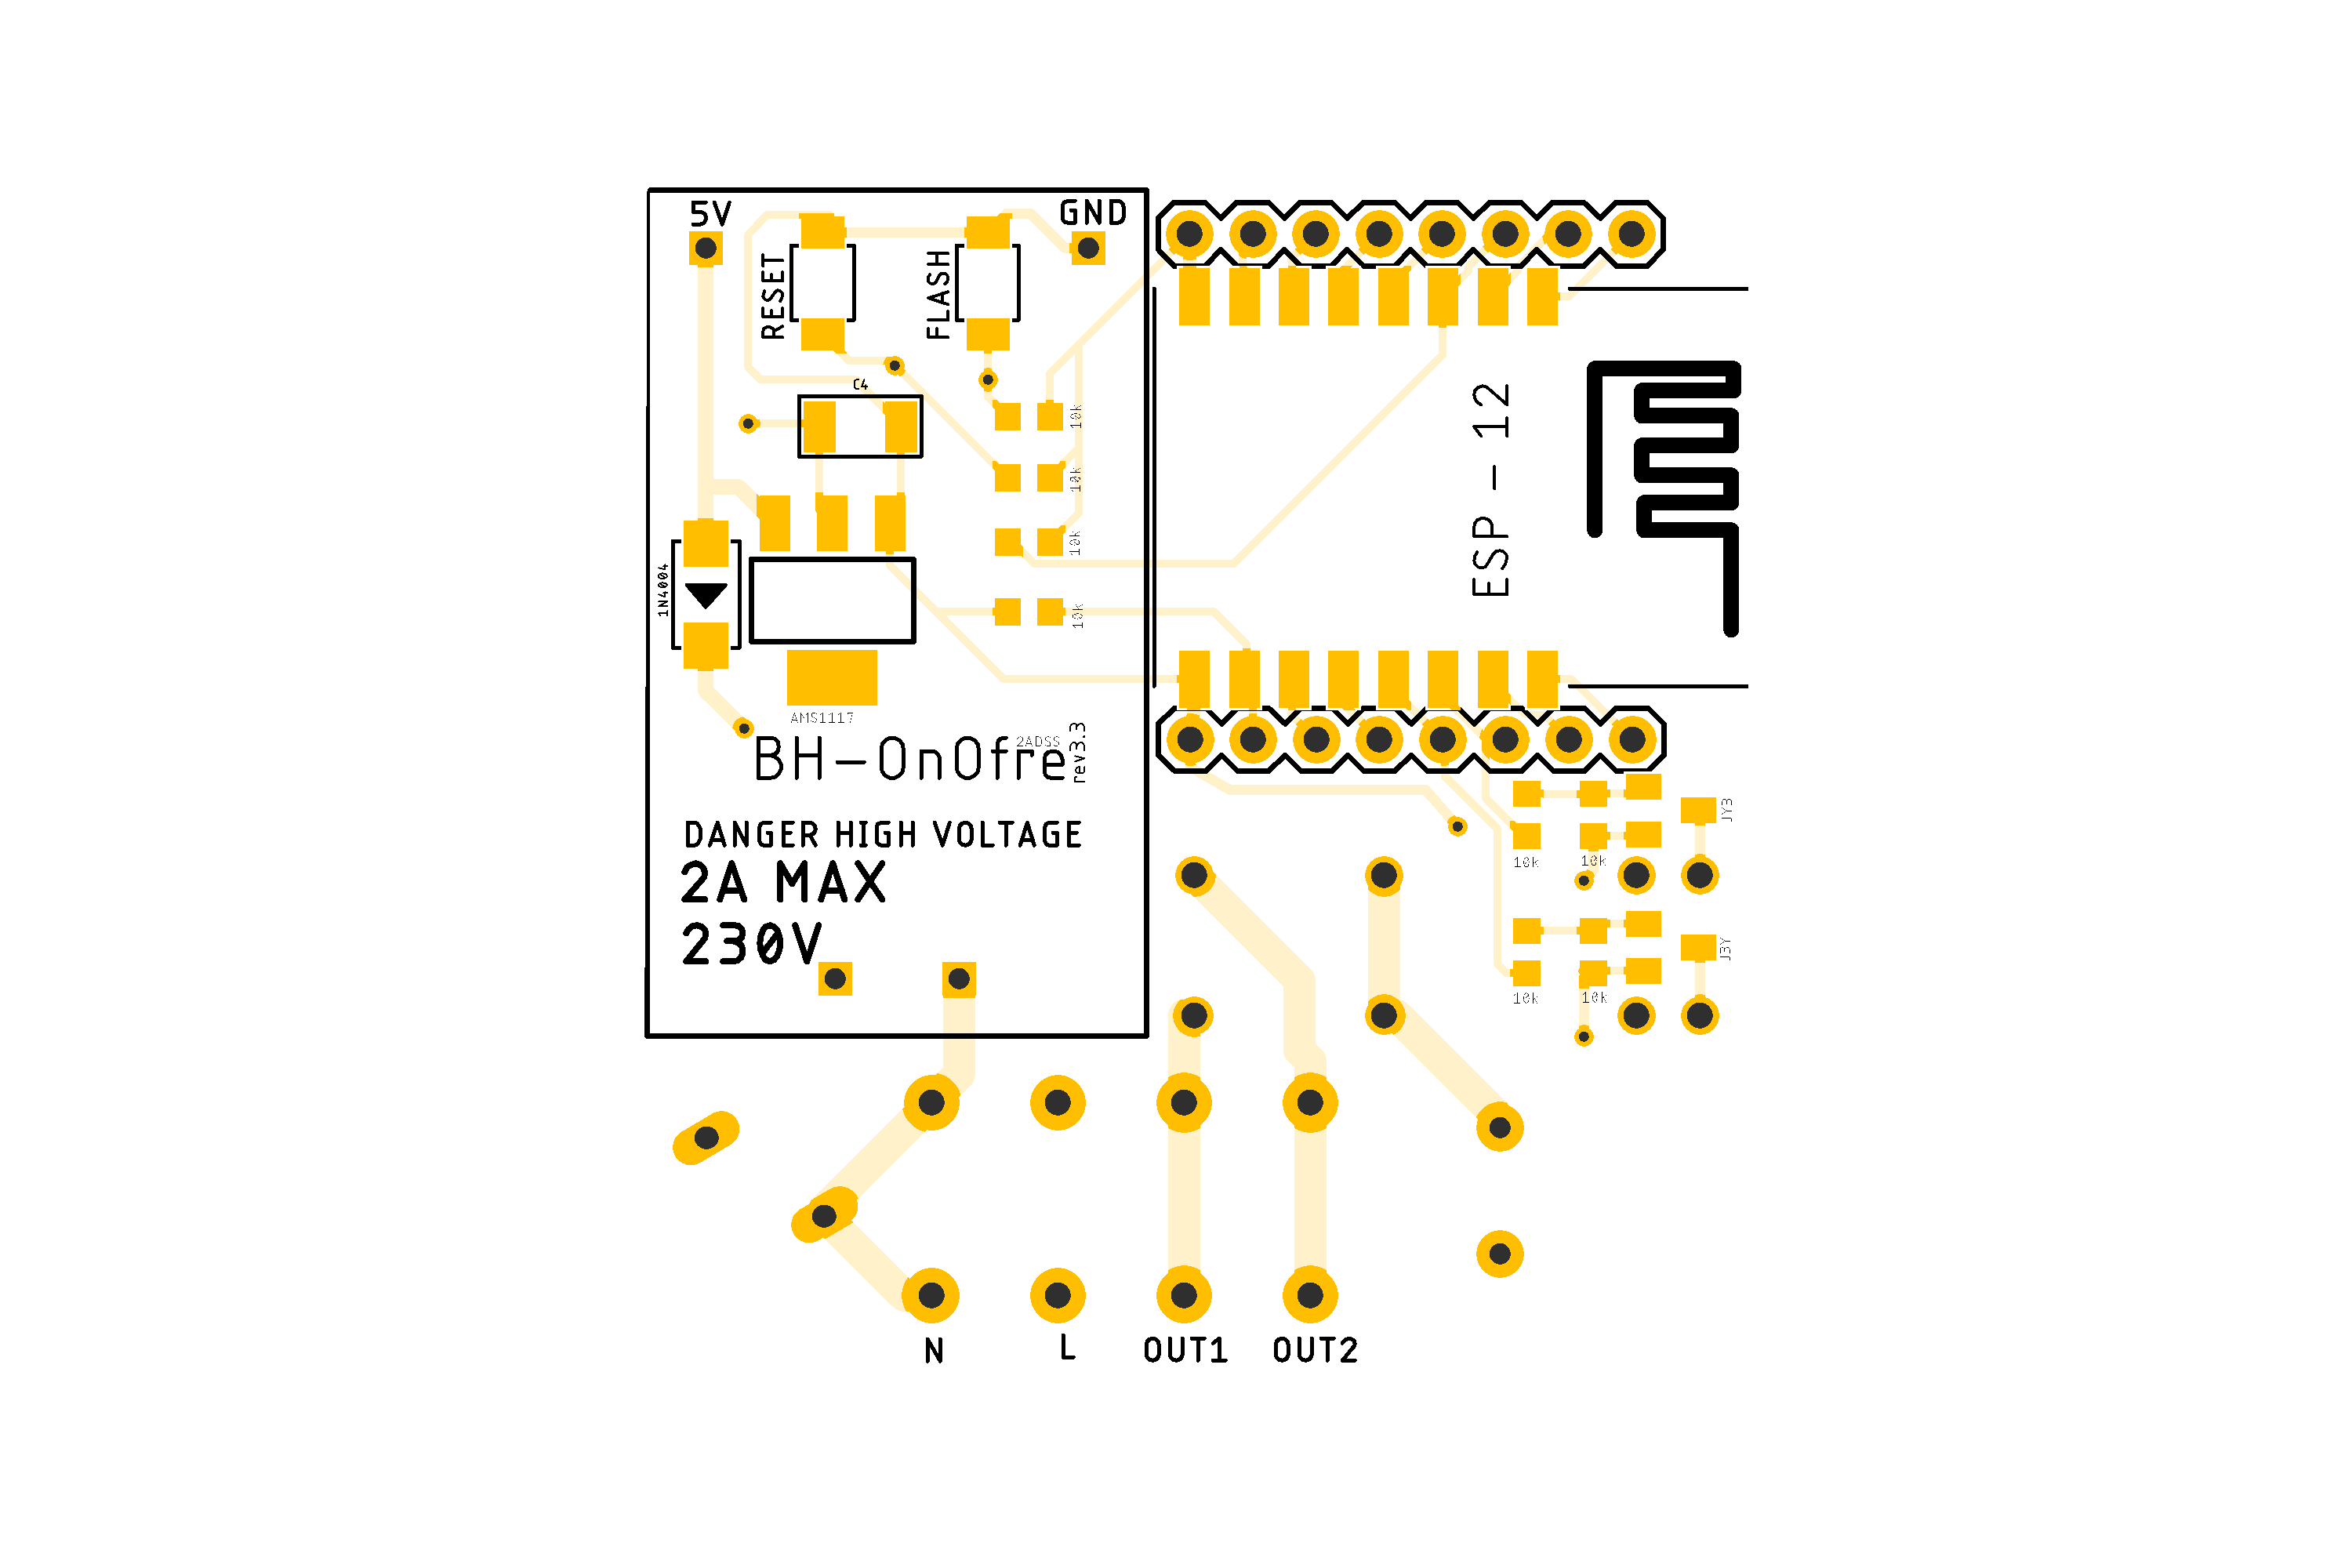 5V
GND
RESET
FLASH
C4
10k
10k
ESP-12
10k
1N4004
10k
AMS1117
BH-OnOfre
2ADSS
rev3.3
JY3
DANGER HIGH VOLTAGE
10k
10k
2A MAX
230V
J3Y
10k
10k
N
L
OUT1
OUT2